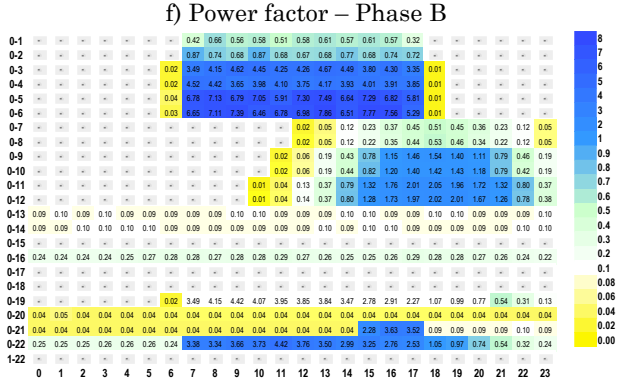 f) Power factor – Phase B
0-1 - - - - - - - 0.42 0.66 0.56 0.58 0.51 0.58 0.61 0.57 0.61 0.57 0.32 - - - - - -
0-2 - - - - - - - 0.87 0.74 0.68 0.87 0.68 0.67 0.68 0.77 0.68 0.74 0.72 - - - - - -
0-3 - - - - - - 0.02 3.49 4.15 4.62 4.45 4.25 4.26 4.67 4.49 3.80 4.30 3.35 0.01 - - - - -
0-4 - - - - - - 0.02 4.52 4.42 3.65 3.98 4.10 3.75 4.17 3.93 4.01 3.91 3.85 0.01 - - - - -
0-5 - - - - - - 0.04 6.78 7.13 6.79 7.05 5.91 7.30 7.49 6.64 7.29 6.82 5.81 0.01 - - - - -
0-6 - - - - - - 0.03 6.65 7.11 7.39 6.46 6.78 6.98 7.86 6.51 7.77 7.56 5.29 0.01 - - - - -
0-7 - - - - - - - - - - - - 0.02 0.05 0.12 0.23 0.37 0.45 0.51 0.45 0.36 0.23 0.12 0.05
0-8 - - - - - - - - - - - - 0.02 0.05 0.12 0.22 0.35 0.44 0.53 0.46 0.34 0.22 0.12 0.05
0-9 - - - - - - - - - - - 0.02 0.06 0.19 0.43 0.78 1.15 1.46 1.54 1.40 1.11 0.79 0.46 0.19
0-10 - - - - - - - - - - - 0.02 0.06 0.19 0.44 0.82 1.20 1.40 1.42 1.43 1.18 0.79 0.42 0.19
0-11 - - - - - - - - - - 0.01 0.04 0.13 0.37 0.79 1.32 1.76 2.01 2.05 1.96 1.72 1.32 0.80 0.37
0-12 - - - - - - - - - - 0.01 0.04 0.14 0.37 0.80 1.28 1.73 1.97 2.02 2.01 1.67 1.26 0.78 0.38
0-13 0.09 0.10 0.09 0.10 0.09 0.09 0.09 0.09 0.10 0.10 0.09 0.09 0.09 0.09 0.09 0.09 0.10 0.10 0.10 0.09 0.09 0.09 0.09 0.10
0-14 0.09 0.09 0.10 0.10 0.10 0.09 0.09 0.09 0.09 0.09 0.10 0.09 0.09 0.09 0.10 0.09 0.09 0.09 0.10 0.09 0.10 0.09 0.09 0.10
0-15 - - - - - - - - - - - - - - - - - - - - - - - -
0-16 0.24 0.24 0.24 0.24 0.25 0.27 0.28 0.28 0.27 0.28 0.28 0.29 0.27 0.26 0.25 0.25 0.26 0.29 0.28 0.28 0.27 0.26 0.24 0.22
0-17 - - - - - - - - - - - - - - - - - - - - - - - -
0-18 - - - - - - - - - - - - - - - - - - - - - - - -
0-19 - - - - - - 0.02 3.49 4.15 4.42 4.07 3.95 3.85 3.84 3.47 2.78 2.91 2.27 1.07 0.99 0.77 0.54 0.31 0.13
0-20 0.04 0.05 0.04 0.04 0.04 0.04 0.04 0.04 0.04 0.04 0.04 0.04 0.04 0.04 0.04 0.04 0.04 0.04 0.04 0.04 0.04 0.04 0.04 0.04
0-21 0.04 0.04 0.04 0.04 0.04 0.04 0.04 0.04 0.04 0.04 0.04 0.04 0.04 0.04 0.04 2.28 3.63 3.52 0.09 0.09 0.09 0.09 0.10 0.09
0-22 0.25 0.25 0.25 0.26 0.26 0.26 0.24 3.38 3.34 3.66 3.73 4.42 3.76 3.50 2.99 3.25 2.76 2.53 1.05 0.97 0.74 0.54 0.32 0.24
1-22 - - - - - - - - - - - - - - - - - - - - - - - -
0 1 2 3 4 5 6 7 8 9 10 11 12 13 14 15 16 17 18 19 20 21 22 23
8
7
6
5
4
3
2
1
0.9
0.8
0.7
0.6
0.5
0.4
0.3
0.2
0.1
0.08
0.06
0.04
0.02
0.00